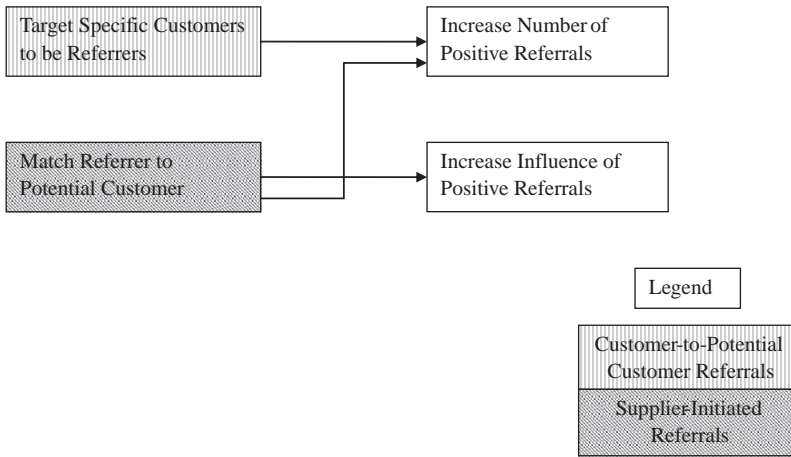 Target Specific Customers
to be Referrers
Increase Number of
Positive Referrals
Match Referrer to
Potential Customer
Increase Influence of
Positive Referrals
Legend
Customer-to-Potential
Customer Referrals
Supplier-Initiated
Referrals